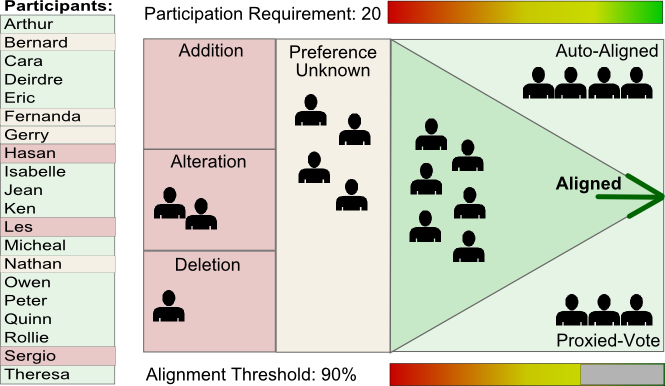 Participants:
Arthur
Bernard
Cara
Deirdre
Eric
Fernanda
Gerry
Hasan
Isabelle
Jean
Ken
Les
Micheal
Nathan
Owen
Peter
Quinn
Rollie
Sergio
Theresa
Participation Requirement: 20
Addition
Alteration
Deletion
Preference
Unknown
Auto-Aligned
Aligned
Proxied-Vote
Alignment Threshold: 90%